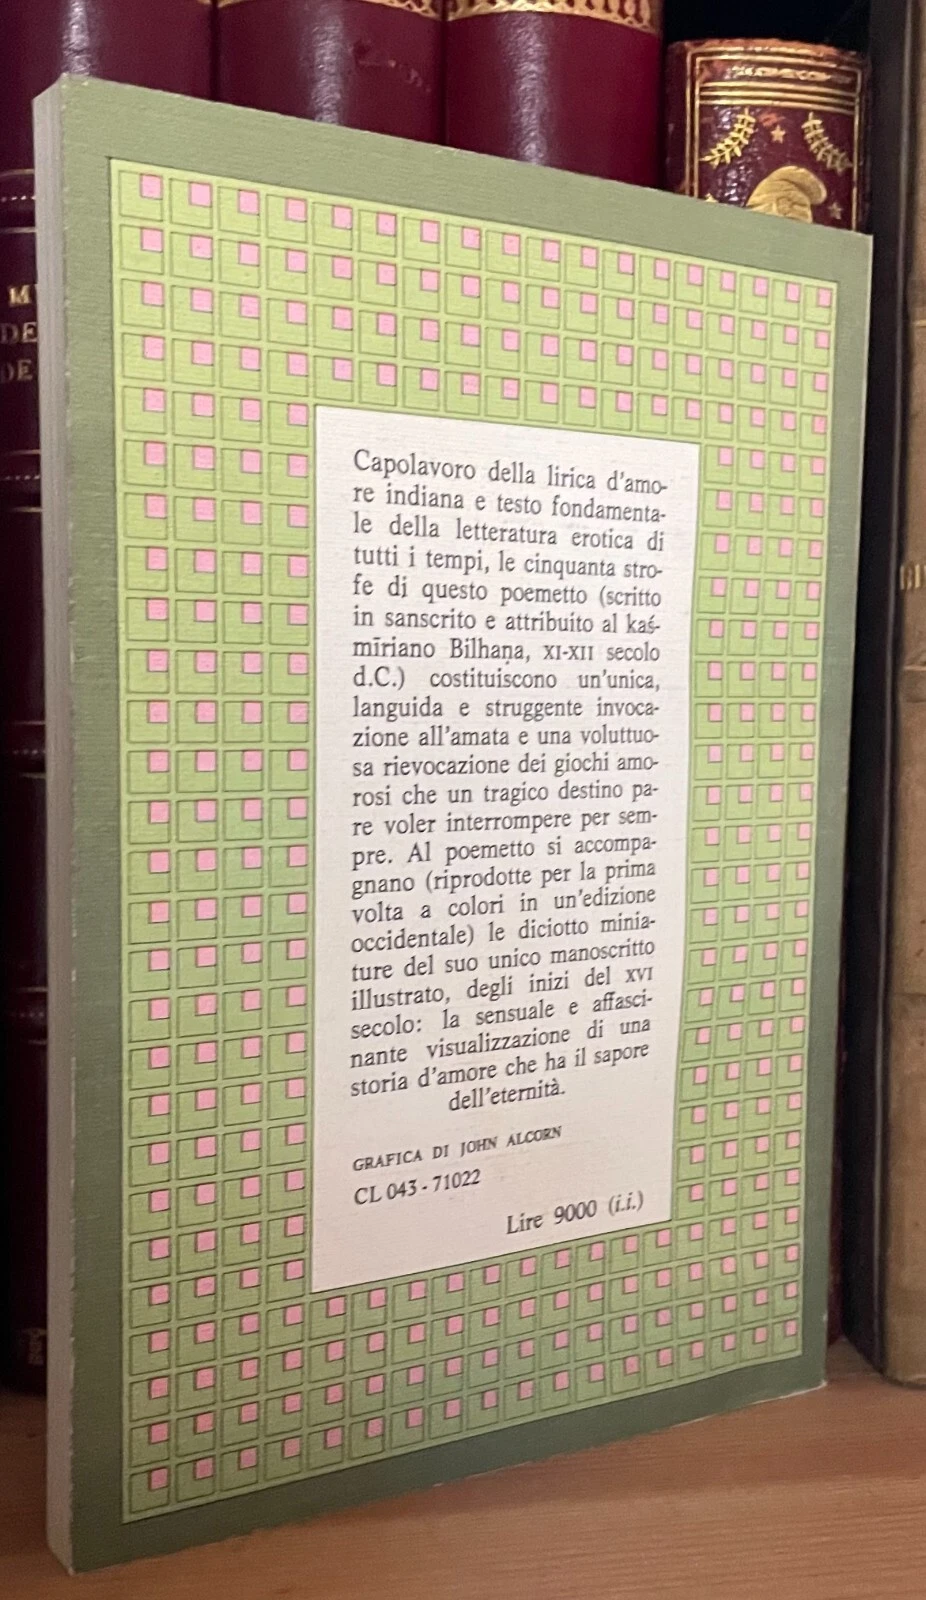 Capolavoro della lirica d'amo-
re indiana e testo fondamenta-
le della letteratura erotica di
tutti i tempi, le cinquanta stro-
fe di questo poemetto (scritto
in sanscrito e attribuito al kaś-
mīriano Bilhaṇa, XI-XII secolo
d.C.) costituiscono un'unica,
languida e struggente invoca-
zione all'amata e una voluttuo-
sa rievocazione dei giochi amo-
rosi che un tragico destino pa-
re voler interrompere per sem-
pre. Al poemetto si accompa-
gnano (riprodotte per la prima
volta a colori in un'edizione
occidentale) le diciotto minia-
ture del suo unico manoscritto
illustrato, degli inizi del XVI
secolo: la sensuale e affasci-
nante visualizzazione di una
storia d'amore che ha il sapore
dell'eternità.
GRAFICA DI JOHN ALCORN
CL 043 - 71022
Lire 9000 (i.i.)
M
DE
DE